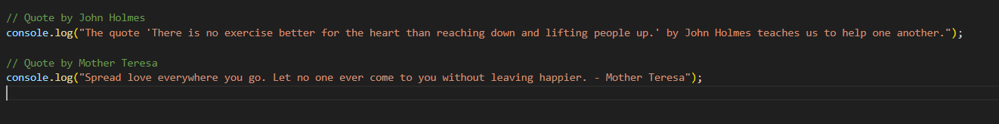 // Quote by John Holmes
console.log("The quote 'There is no exercise better for the heart than reaching down and lifting people up.' by John Holmes teaches us to help one another.");
// Quote by Mother Teresa
console.log("Spread love everywhere you go. Let no one ever come to you without leaving happier. - Mother Teresa");